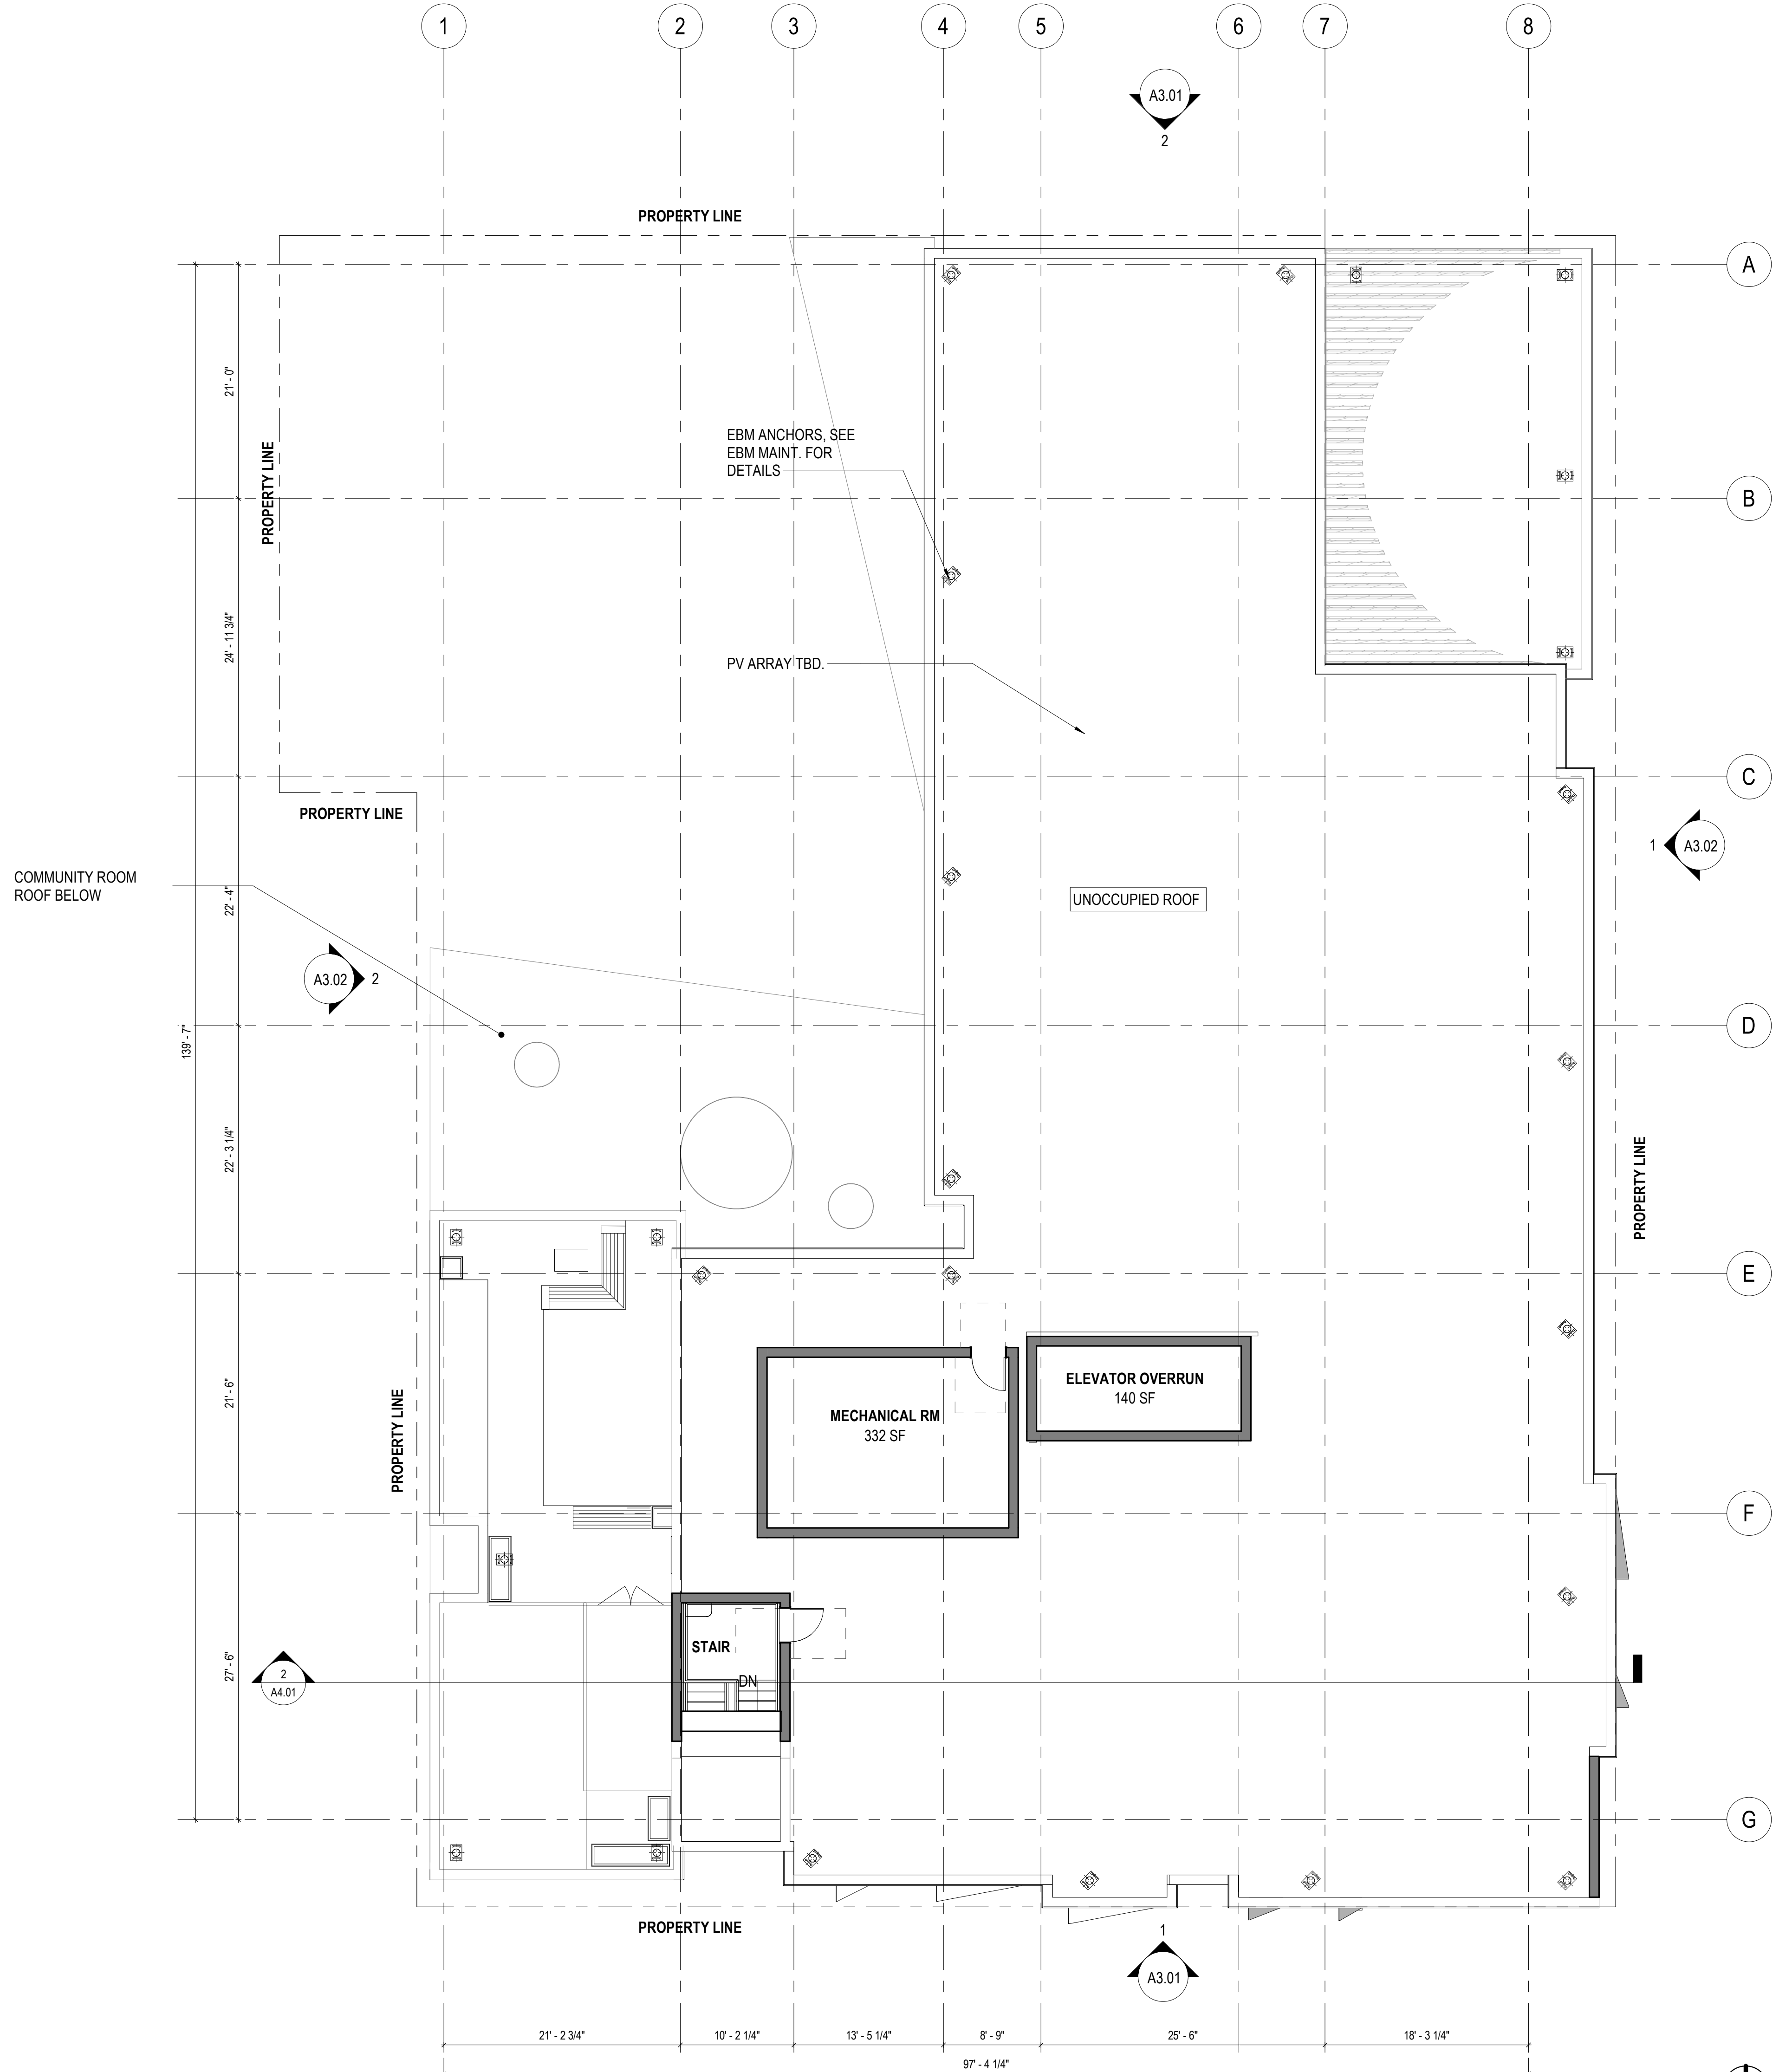 1
2
3
4
5
6
7
8
A3.01
2
PROPERTY LINE
A
21' - 0"
PROPERTY LINE
EBM ANCHORS, SEE
EBM MAINT. FOR
DETAILS
B
24' - 11 3/4"
PV ARRAY TBD.
C
PROPERTY LINE
1
A3.02
COMMUNITY ROOM
ROOF BELOW
22' - 4"
UNOCCUPIED ROOF
A3.02
2
D
139' - 7"
22' - 3 1/4"
PROPERTY LINE
E
21' - 6"
PROPERTY LINE
MECHANICAL RM
332 SF
ELEVATOR OVERRUN
140 SF
F
27' - 6"
STAIR
DN
2
A4.01
G
PROPERTY LINE
1
A3.01
21' - 2 3/4"
10' - 2 1/4"
13' - 5 1/4"
8' - 9"
25' - 6"
18' - 3 1/4"
97' - 4 1/4"